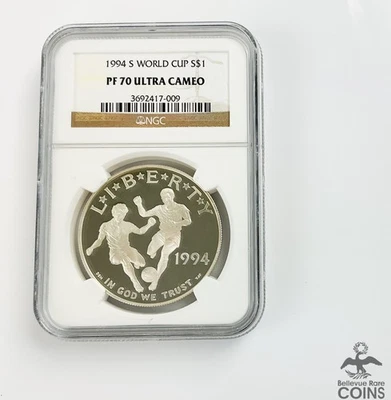 1994 S WORLD CUP S$1
PF 70 ULTRA CAMEO
3692417-009
NGC
L★I★B★E★R★T★Y
1994
IN GOD WE TRUST
Bellevue Rare
COINS